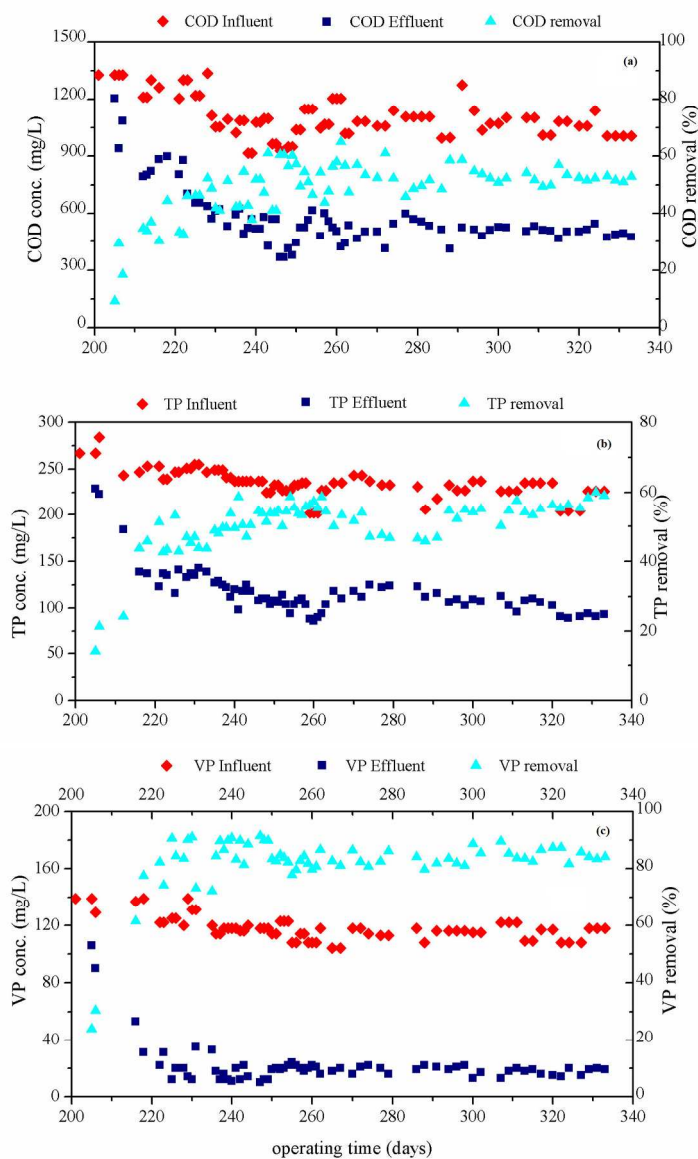 COD Influent COD Effluent COD removal
1500 100
(a)
1200 80
900 60
600 40
300 20
0 0
COD conc. (mg/L)
COD removal (%)
200 220 240 260 280 300 320 340
TP Influent TP Effluent TP removal
300 80
(b)
250
200 60
150 40
100
50 20
0 0
TP conc. (mg/L)
TP removal (%)
200 220 240 260 280 300 320 340
VP Influent VP Effluent VP removal
200 220 240 260 280 300 320 340
200 100
(c)
160 80
120 60
80 40
40 20
0 0
VP conc. (mg/L)
VP removal (%)
200 220 240 260 280 300 320 340
operating time (days)